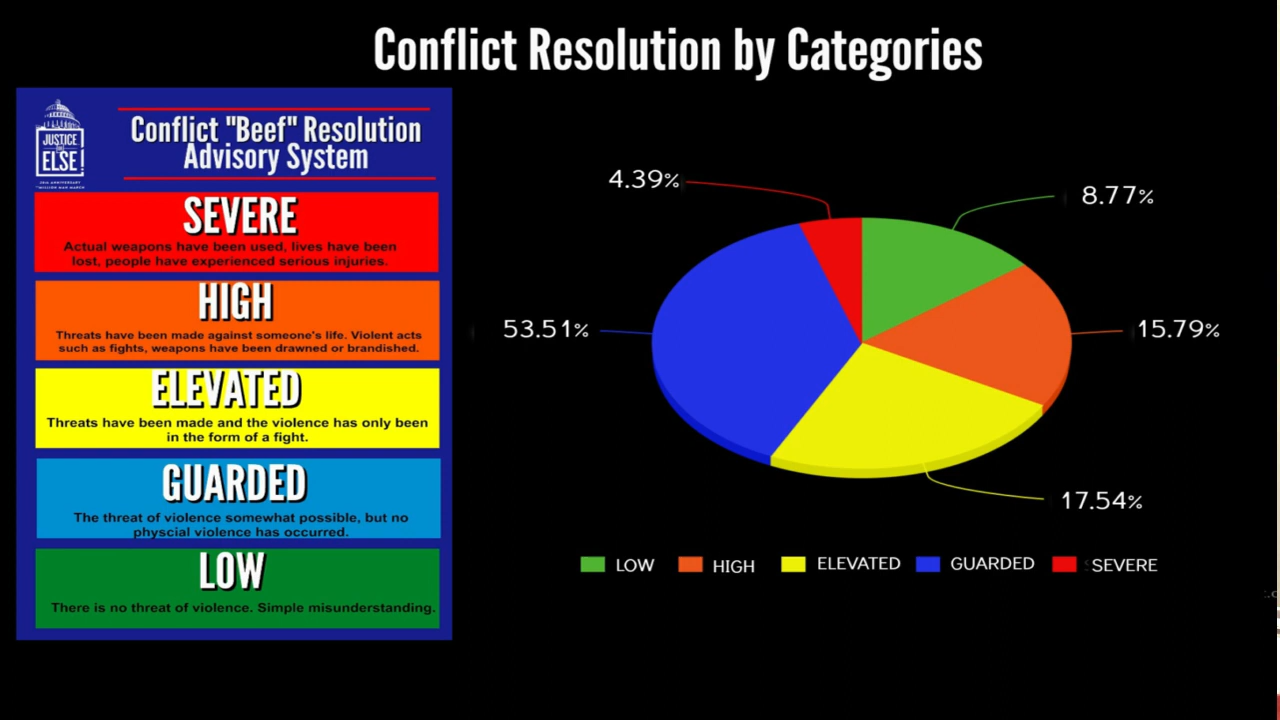 Conflict Resolution by Categories
JUSTICE
OR
ELSE!
20TH ANNIVERSARY
Conflict "Beef" Resolution
Advisory System
SEVERE
Actual weapons have been used, lives have been
lost, people have experienced serious injuries.
HIGH
Threats have been made against someone's life. Violent acts
such as fights, weapons have been drawned or brandished.
ELEVATED
Threats have been made and the violence has only been
in the form of a fight.
GUARDED
The threat of violence somewhat possible, but no
physcial violence has occurred.
LOW
There is no threat of violence. Simple misunderstanding.
4.39%
8.77%
53.51%
15.79%
17.54%
LOW
HIGH
ELEVATED
GUARDED
SEVERE